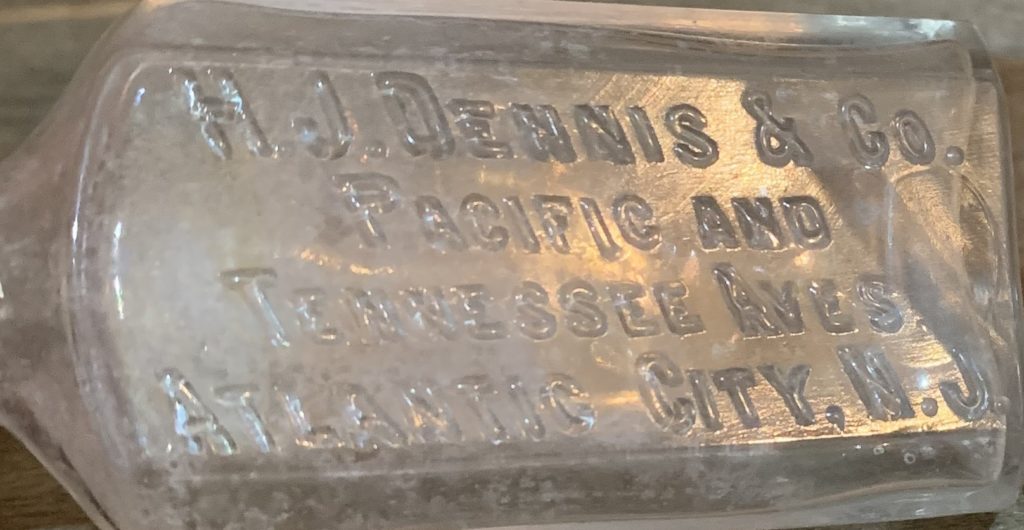 H.J. DENNIS & CO.
PACIFIC AND
TENNESSEE AVES
ATLANTIC CITY, N.J.